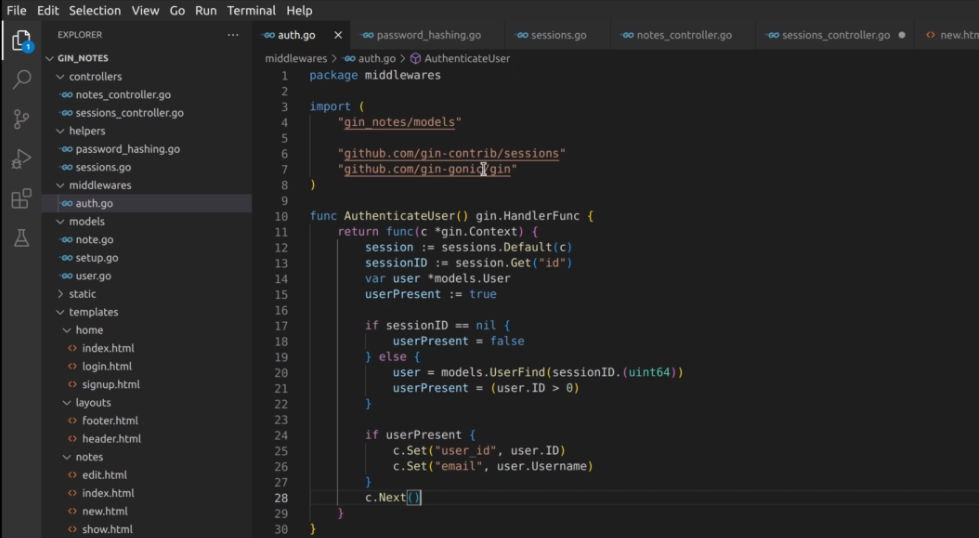 File Edit Selection View Go Run Terminal Help
EXPLORER ···
auth.go password_hashing.go sessions.go notes_controller.go sessions_controller.go new.htm
1
GIN_NOTES
controllers
notes_controller.go
sessions_controller.go
helpers
password_hashing.go
sessions.go
middlewares
auth.go
models
note.go
setup.go
user.go
static
templates
home
index.html
login.html
signup.html
layouts
footer.html
header.html
notes
edit.html
index.html
new.html
show.html
middlewares > auth.go > AuthenticateUser
1 package middlewares
2
3 import (
4 "gin_notes/models"
5
6 "github.com/gin-contrib/sessions"
7 "github.com/gin-gonic/gin"
8 )
9
10 func AuthenticateUser() gin.HandlerFunc {
11 return func(c *gin.Context) {
12 session := sessions.Default(c)
13 sessionID := session.Get("id")
14 var user *models.User
15 userPresent := true
16
17 if sessionID == nil {
18 userPresent = false
19 } else {
20 user = models.UserFind(sessionID.(uint64))
21 userPresent = (user.ID > 0)
22 }
23
24 if userPresent {
25 c.Set("user_id", user.ID)
26 c.Set("email", user.Username)
27 }
28 c.Next()
29 }
30 }